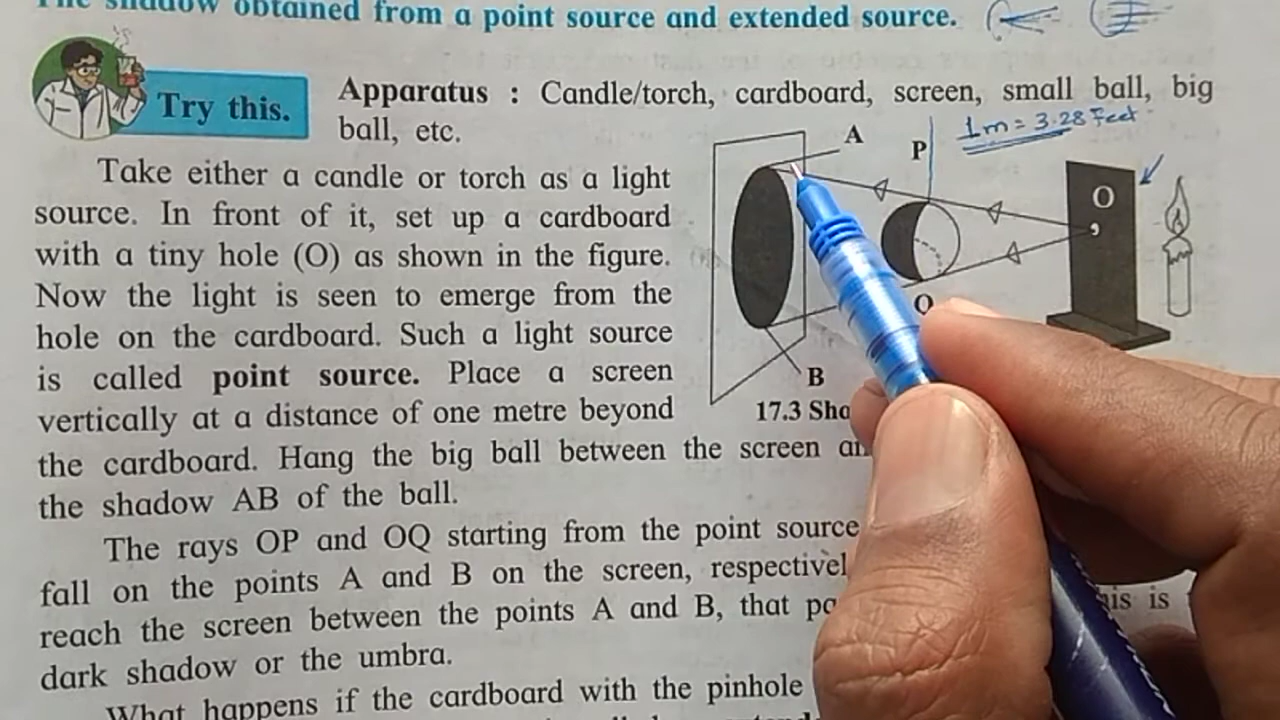 The shadow obtained from a point source and extended source.
Try this.
Apparatus : Candle/torch, cardboard, screen, small ball, big
ball, etc.
1m = 3.28 Feet
A
P
O
Q
B
17.3 Sha
Take either a candle or torch as a light
source. In front of it, set up a cardboard
with a tiny hole (O) as shown in the figure.
Now the light is seen to emerge from the
hole on the cardboard. Such a light source
is called point source. Place a screen
vertically at a distance of one metre beyond
the cardboard. Hang the big ball between the screen
the shadow AB of the ball.
The rays OP and OQ starting from the point source
fall on the points A and B on the screen,
reach the screen between the points A and B, that
dark shadow or the umbra.
is is
What happens if the cardboard with the pinhole